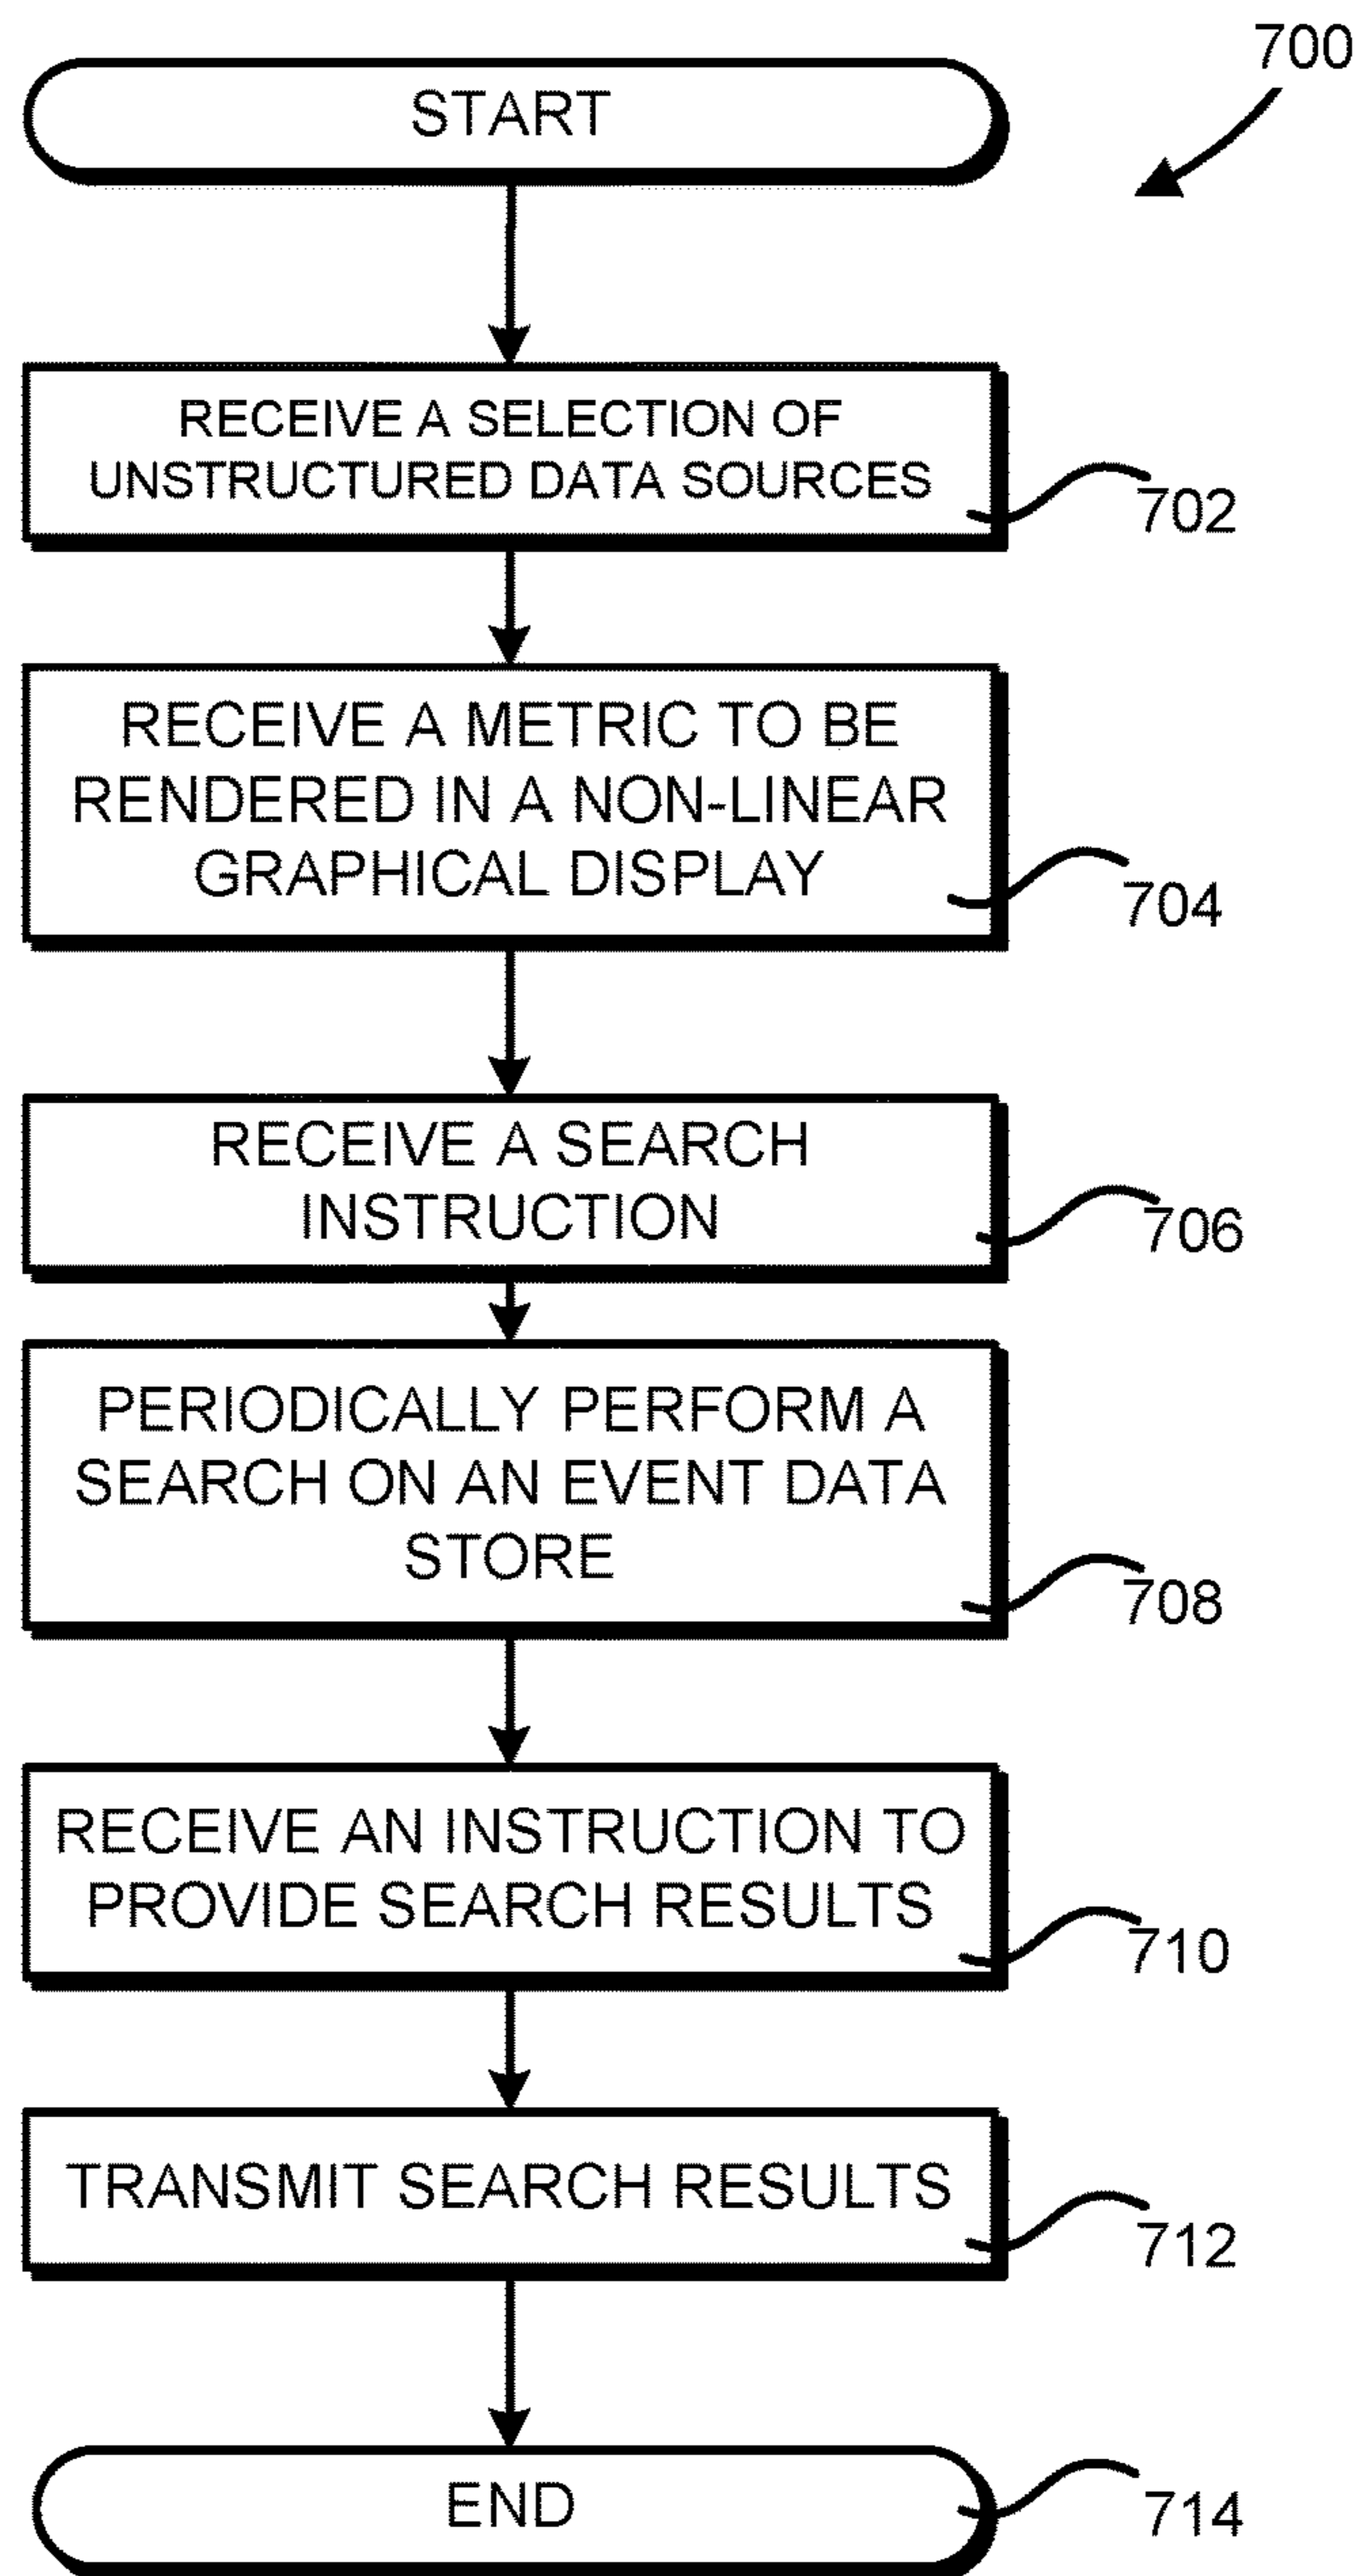 700
START
RECEIVE A SELECTION OF
UNSTRUCTURED DATA SOURCES
702
RECEIVE A METRIC TO BE
RENDERED IN A NON-LINEAR
GRAPHICAL DISPLAY
704
RECEIVE A SEARCH
INSTRUCTION
706
PERIODICALLY PERFORM A
SEARCH ON AN EVENT DATA
STORE
708
RECEIVE AN INSTRUCTION TO
PROVIDE SEARCH RESULTS
710
TRANSMIT SEARCH RESULTS
712
END
714